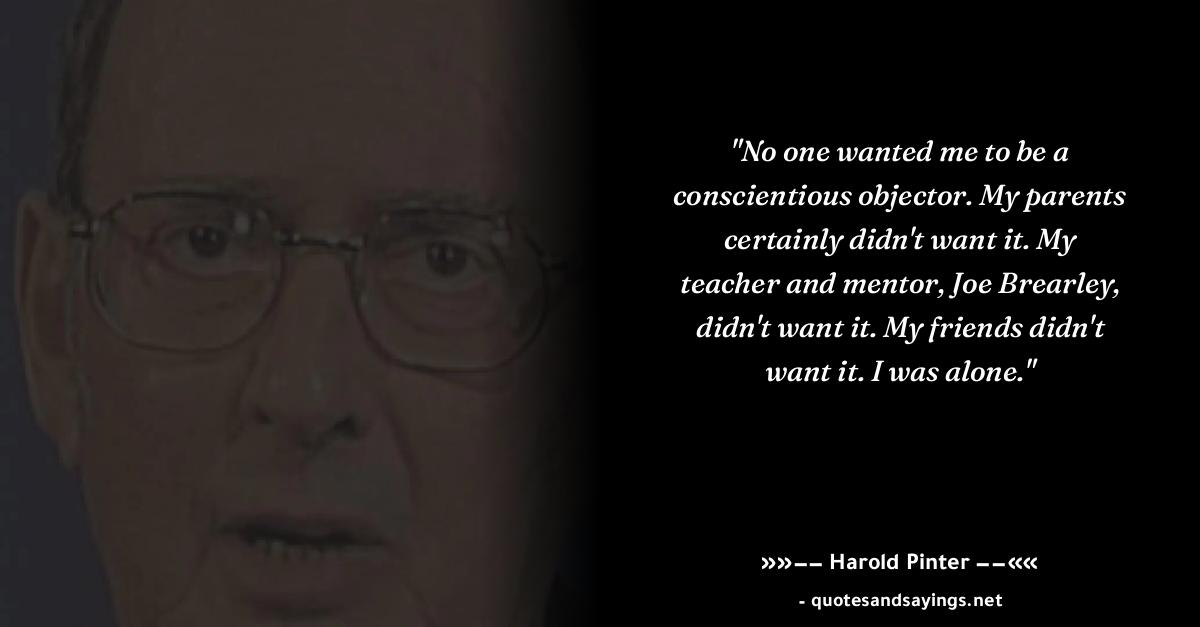 "No one wanted me to be a
conscientious objector. My parents
certainly didn't want it. My
teacher and mentor, Joe Brearley,
didn't want it. My friends didn't
want it. I was alone."
»»–– Harold Pinter ––««
- quotesandsayings.net